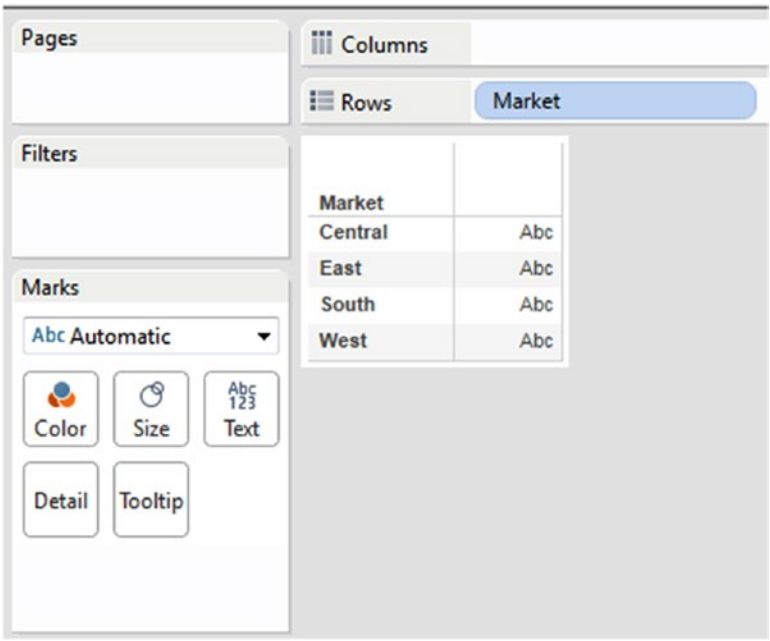 Pages
Columns
Rows Market
Filters
Market
Central Abc
East Abc
South Abc
West Abc
Marks
Abc Automatic
Abc
123
Color Size Text
Detail Tooltip